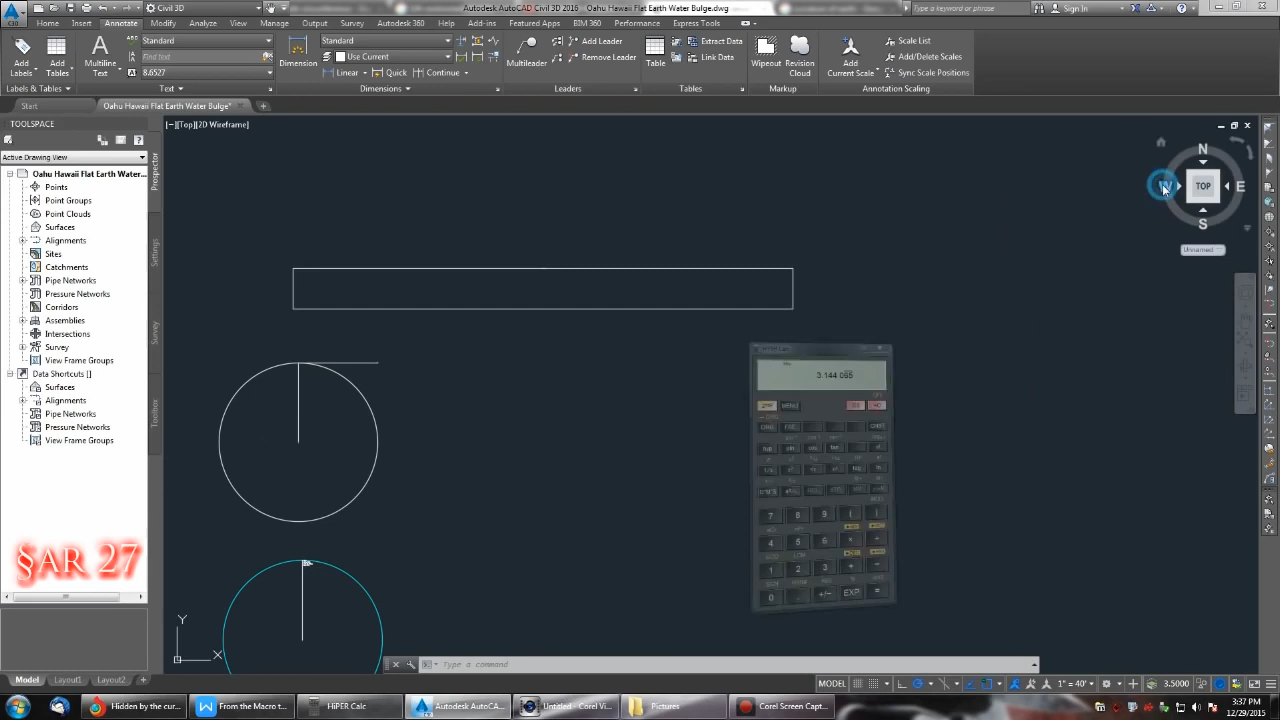 Autodesk AutoCAD Civil 3D 2016 - Oahu Hawaii Flat Earth Water Bulge.dwg
Civil 3D
Type a keyword or phrase
Sign In
Home Insert Annotate Modify Analyze View Manage Output Survey Autodesk 360 Help Add-ins Featured Apps BIM 360 Performance Express Tools
Add Labels
Add Tables
Multiline Text
Standard
Find text
8.6527
Dimension
Standard
Use Current
Linear Quick Continue
Multileader
Add Leader
Remove Leader
Table
Extract Data
Link Data
Wipeout
Revision Cloud
Add Current Scale
Scale List
Add/Delete Scales
Sync Scale Positions
Labels & Tables Text Dimensions Leaders Tables Markup Annotation Scaling
Start Oahu Hawaii Flat Earth Water Bulge*
TOOLSPACE
Active Drawing View
Oahu Hawaii Flat Earth Water...
Points
Point Groups
Point Clouds
Surfaces
Alignments
Sites
Catchments
Pipe Networks
Pressure Networks
Corridors
Assemblies
Intersections
Survey
View Frame Groups
Data Shortcuts []
Surfaces
Alignments
Pipe Networks
Pressure Networks
View Frame Groups
Prospector
Settings
Survey
Toolbox
§AR 27
[−][Top][2D Wireframe]
N
W TOP E
S
Unnamed
MENU
7 8 9
4 5 6
1 2 3 + −
0 +/− EXP =
Y
X
Type a command
Model Layout1 Layout2
MODEL 1" = 40' 3.5000
Hidden by the cur...
From the Macro t...
HiPER Calc
Autodesk AutoCA...
Untitled - Corel Vi...
Pictures
Corel Screen Capt...
3:37 PM
12/29/2015